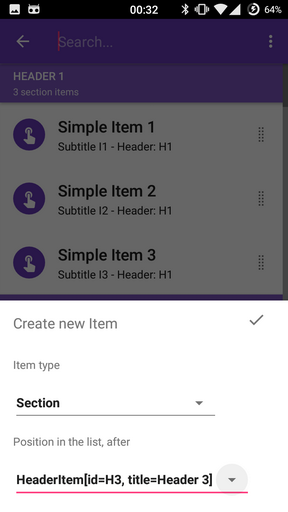 00:32
64%
Search...
HEADER 1
3 section items
Simple Item 1
Subtitle I1 - Header: H1
Simple Item 2
Subtitle I2 - Header: H1
Simple Item 3
Subtitle I3 - Header: H1
Create new Item
Item type
Section
Position in the list, after
HeaderItem[id=H3, title=Header 3]